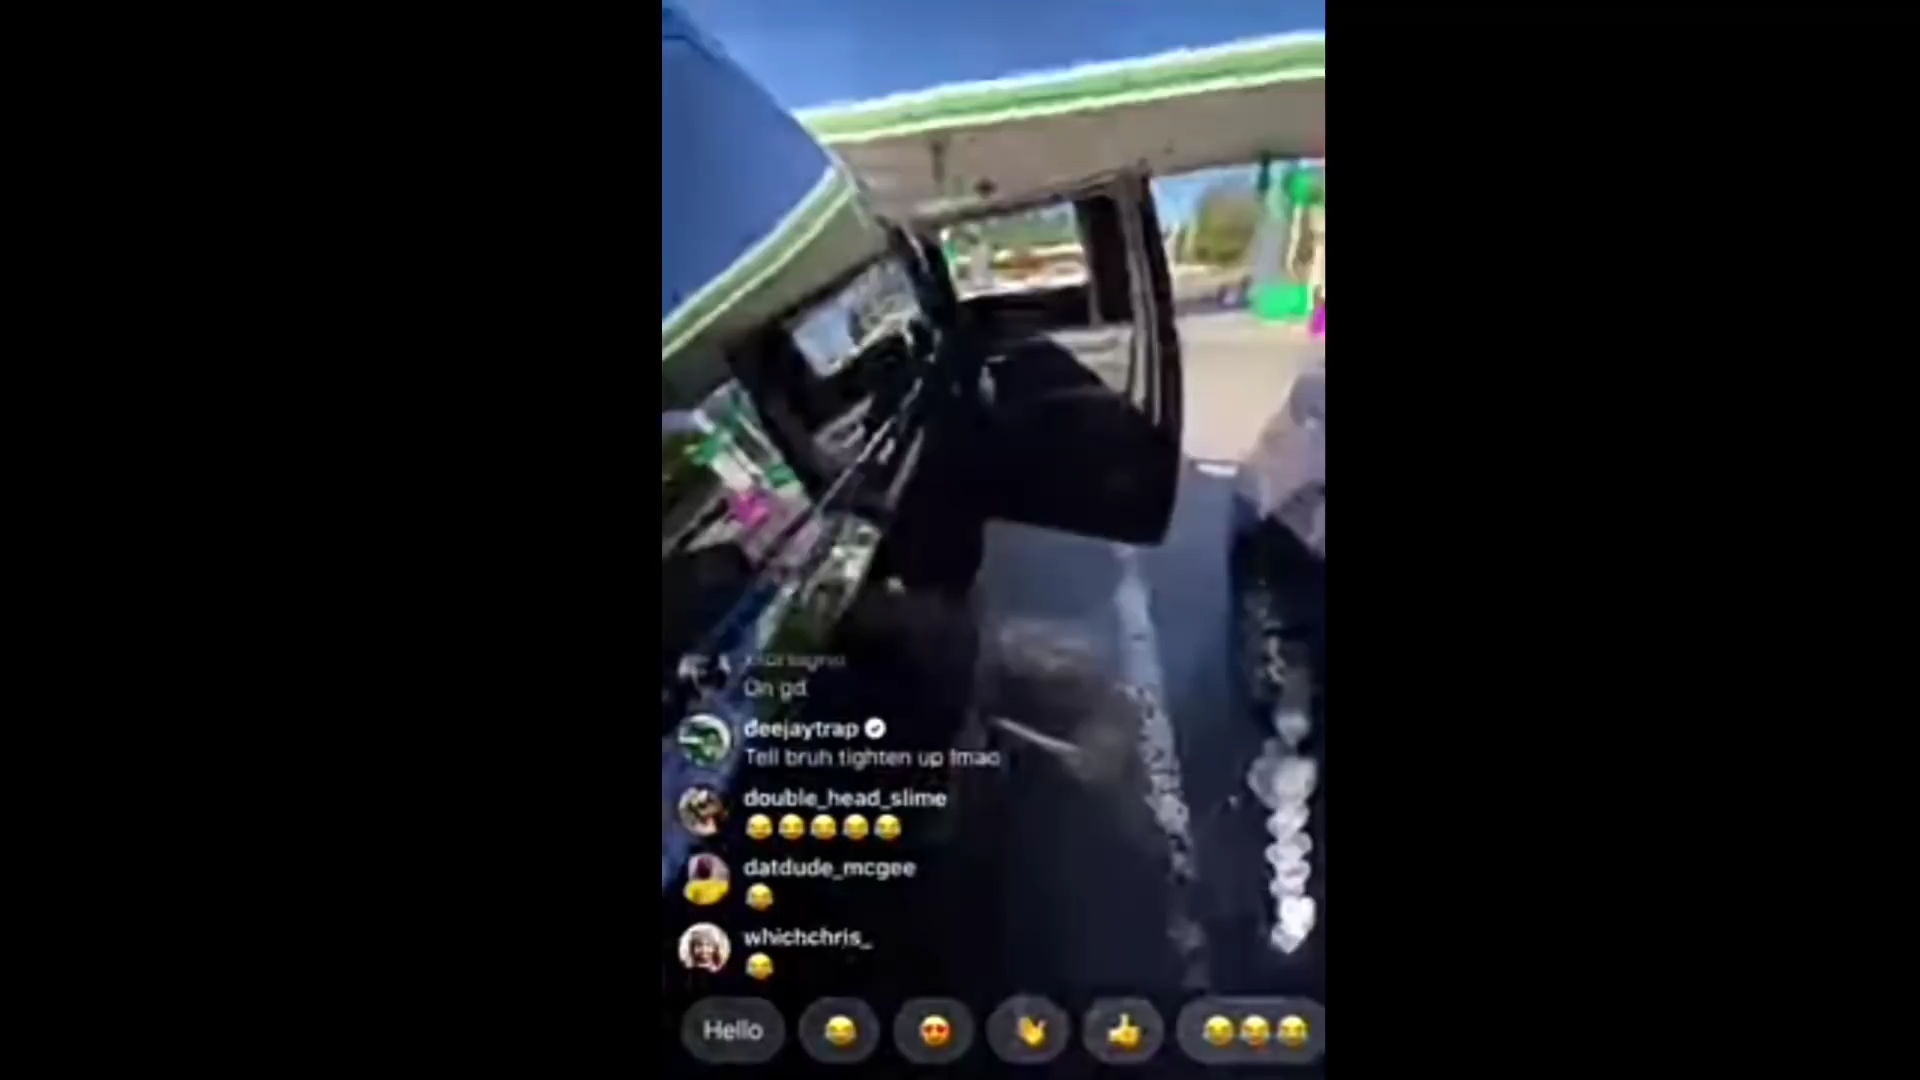 On gd
deejaytrap
Tell bruh tighten up lmao
double_head_slime
😂😂😂😂😂
datdude_mcgee
😂
whichchris_
😂
Hello 😂 😍 👋 👍 😂😂😂